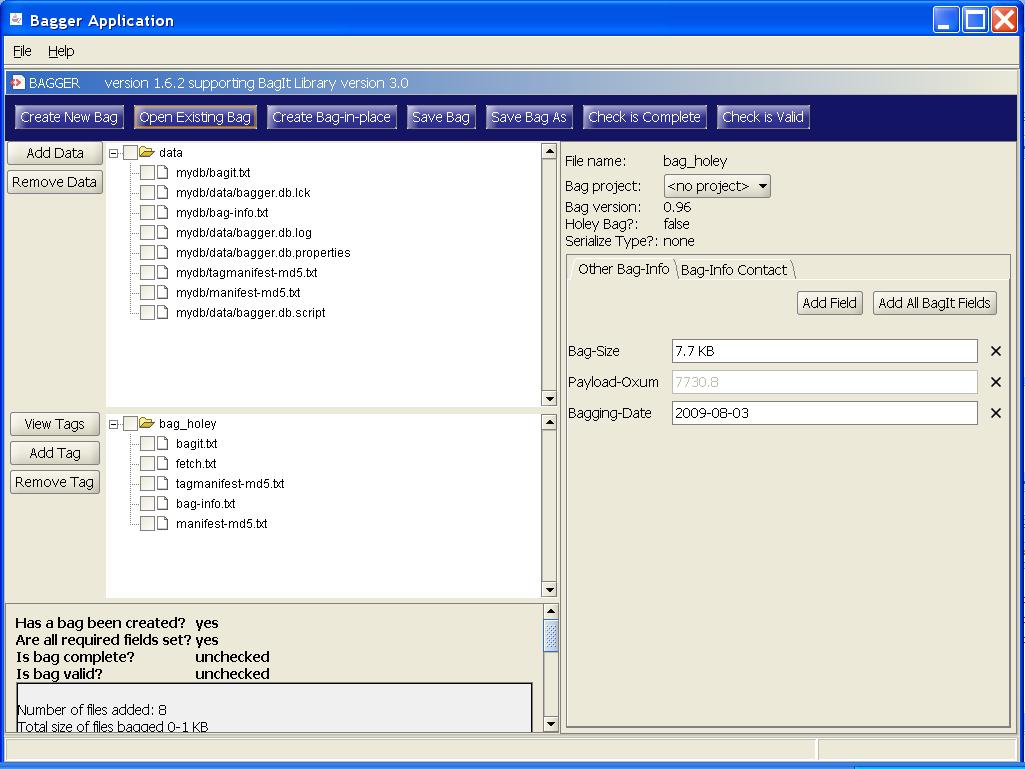 Bagger Application
File Help
BAGGER version 1.6.2 supporting BagIt Library version 3.0
Create New Bag Open Existing Bag Create Bag-in-place Save Bag Save Bag As Check is Complete Check is Valid
Add Data
Remove Data
data
mydb/bagit.txt
mydb/data/bagger.db.lck
mydb/bag-info.txt
mydb/data/bagger.db.log
mydb/data/bagger.db.properties
mydb/tagmanifest-md5.txt
mydb/manifest-md5.txt
mydb/data/bagger.db.script
View Tags
Add Tag
Remove Tag
bag_holey
bagit.txt
fetch.txt
tagmanifest-md5.txt
bag-info.txt
manifest-md5.txt
Has a bag been created? yes
Are all required fields set? yes
Is bag complete? unchecked
Is bag valid? unchecked
Number of files added: 8
Total size of files bagged 0-1 KB
File name: bag_holey
Bag project: <no project>
Bag version: 0.96
Holey Bag?: false
Serialize Type?: none
Other Bag-Info Bag-Info Contact
Add Field Add All BagIt Fields
Bag-Size 7.7 KB
Payload-Oxum 7730.8
Bagging-Date 2009-08-03